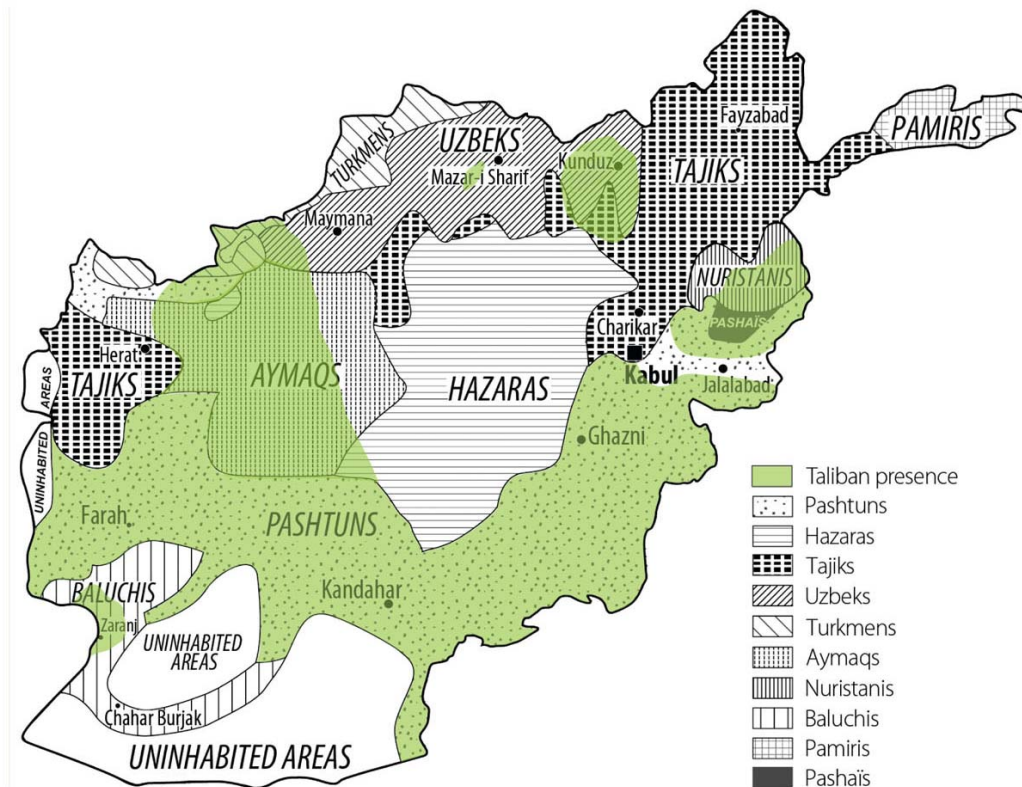 Fayzabad
PAMIRIS
UZBEKS
TURKMENS
Kunduz
TAJIKS
Mazar-i Sharif
Maymana
NURISTANIS
Charikar
PASHAÏS
Herat
AYMAQS
HAZARAS
Kabul
Jalalabad
TAJIKS
UNINHABITED AREAS
Ghazni
Farah
PASHTUNS
Kandahar
BALUCHIS
Zaranj
UNINHABITED
AREAS
Chahar Burjak
UNINHABITED AREAS
Taliban presence
Pashtuns
Hazaras
Tajiks
Uzbeks
Turkmens
Aymaqs
Nuristanis
Baluchis
Pamiris
Pashaïs